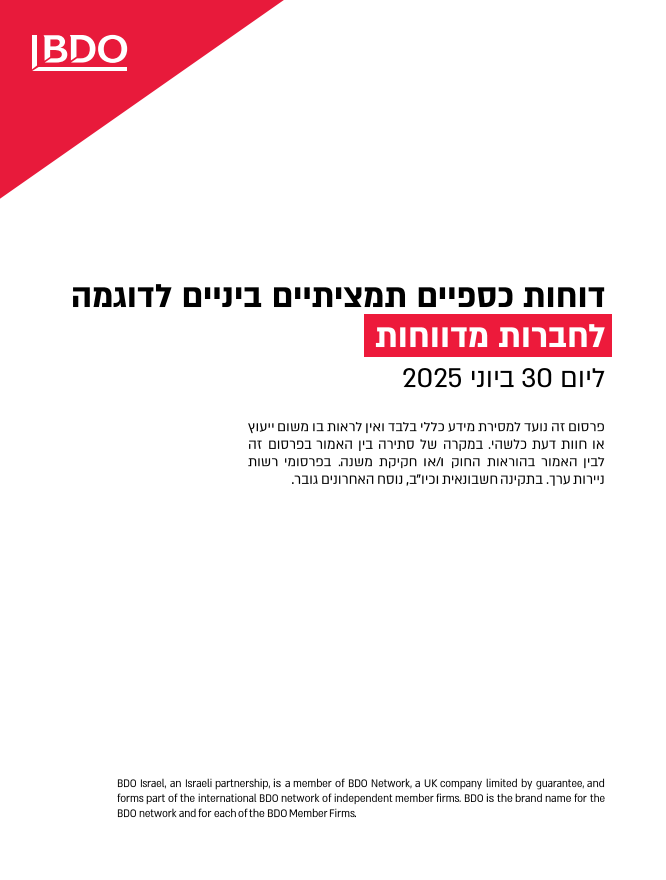 BDO
דוחות כספיים תמציתיים ביניים לדוגמה
לחברות מדווחות
ליום 30 ביוני 2025
פרסום זה נועד למסירת מידע כללי בלבד ואין לראות בו משום ייעוץ
או חוות דעת כלשהי. במקרה של סתירה בין האמור בפרסום זה
לבין האמור בהוראות החוק ו/או חקיקת משנה. בפרסומי רשות
ניירות ערך. בתקינה חשבונאית וכיו"ב, נוסח האחרונים גובר.
BDO Israel, an Israeli partnership, is a member of BDO Network, a UK company limited by guarantee, and
forms part of the international BDO network of independent member firms. BDO is the brand name for the
BDO network and for each of the BDO Member Firms.